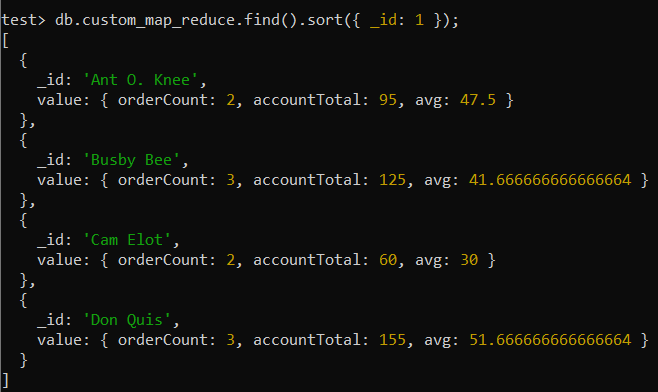 test> db.custom_map_reduce.find().sort({ _id: 1 });
[
  {
    _id: 'Ant O. Knee',
    value: { orderCount: 2, accountTotal: 95, avg: 47.5 }
  },
  {
    _id: 'Busby Bee',
    value: { orderCount: 3, accountTotal: 125, avg: 41.666666666666664 }
  },
  {
    _id: 'Cam Elot',
    value: { orderCount: 2, accountTotal: 60, avg: 30 }
  },
  {
    _id: 'Don Quis',
    value: { orderCount: 3, accountTotal: 155, avg: 51.666666666666664 }
  }
]